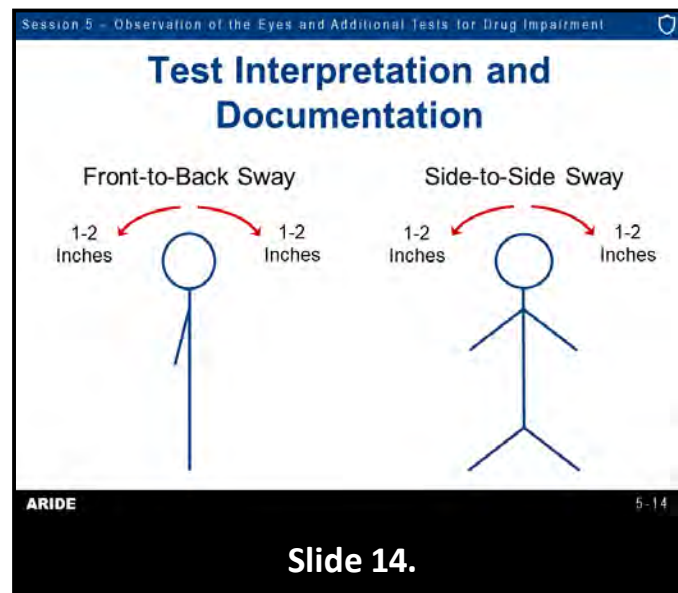 Session 5 – Observation of the Eyes and Additional Tests for Drug Impairment
Test Interpretation and
Documentation
Front-to-Back Sway
1-2
Inches
1-2
Inches
Side-to-Side Sway
1-2
Inches
1-2
Inches
ARIDE
5-14
Slide 14.